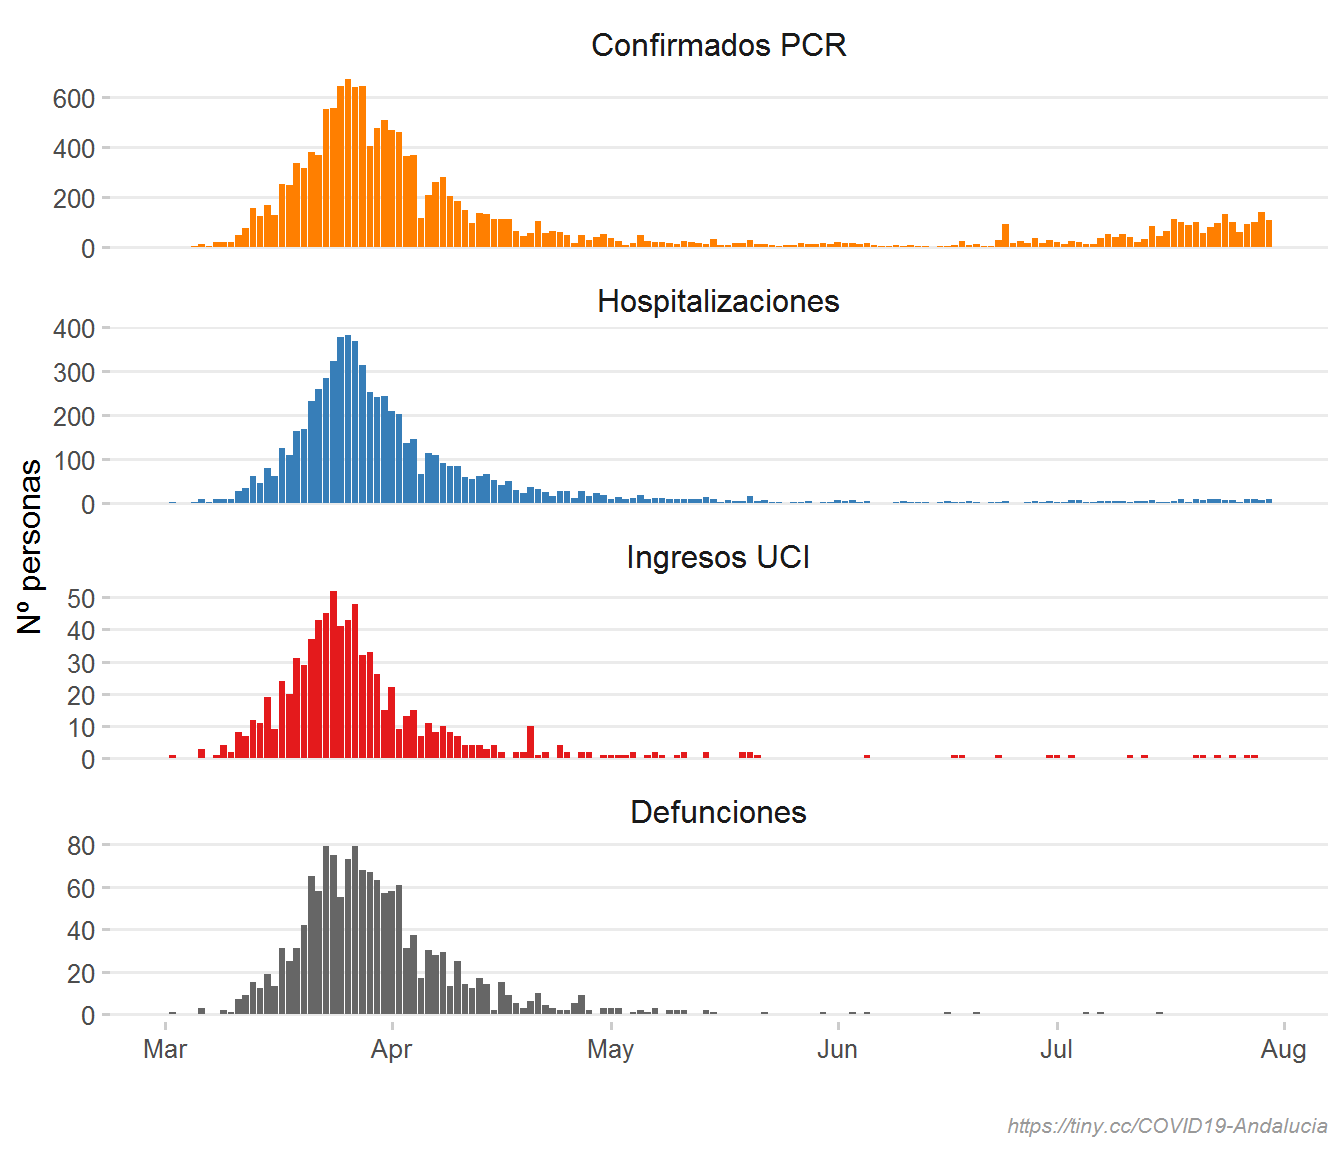 Confirmados PCR
600
400
200
0
Hospitalizaciones
400
300
200
100
0
Nº personas
Ingresos UCI
50
40
30
20
10
0
Defunciones
80
60
40
20
0
Mar Apr May Jun Jul Aug
https://tiny.cc/COVID19-Andalucia